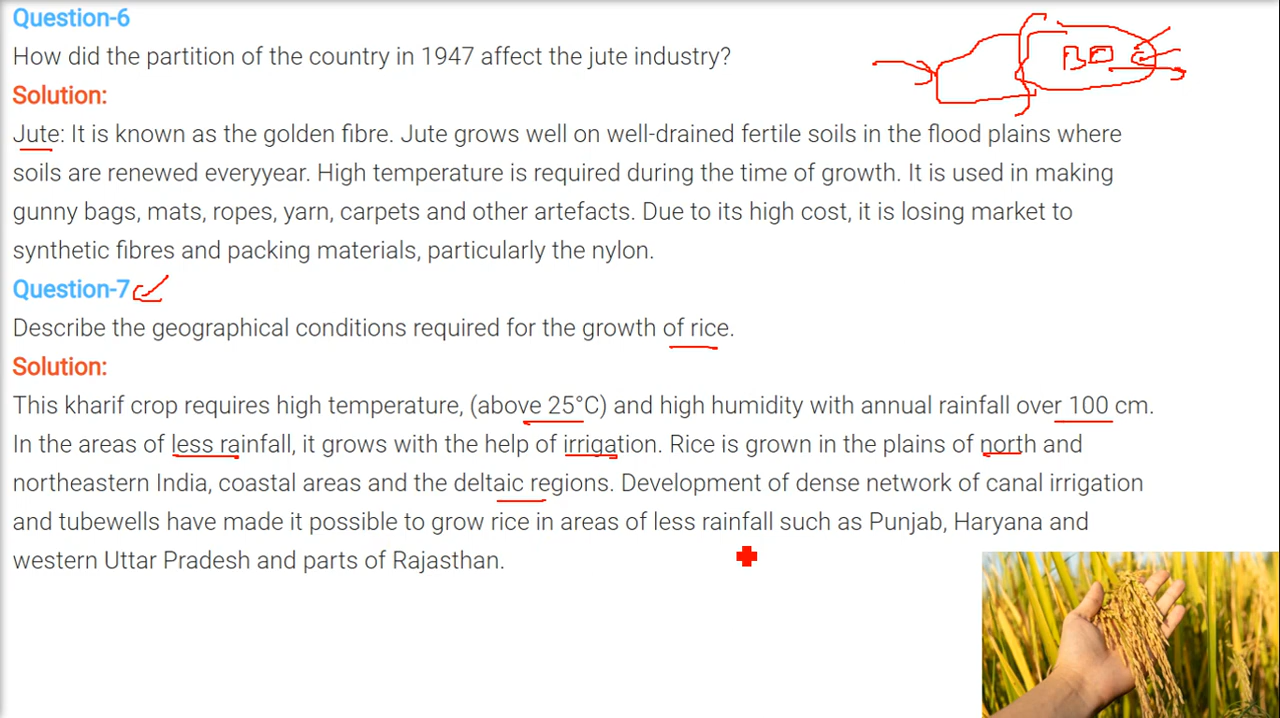 Question-6
How did the partition of the country in 1947 affect the jute industry?
Solution:
Jute: It is known as the golden fibre. Jute grows well on well-drained fertile soils in the flood plains where
soils are renewed everyyear. High temperature is required during the time of growth. It is used in making
gunny bags, mats, ropes, yarn, carpets and other artefacts. Due to its high cost, it is losing market to
synthetic fibres and packing materials, particularly the nylon.
Question-7
Describe the geographical conditions required for the growth of rice.
Solution:
This kharif crop requires high temperature, (above 25°C) and high humidity with annual rainfall over 100 cm.
In the areas of less rainfall, it grows with the help of irrigation. Rice is grown in the plains of north and
northeastern India, coastal areas and the deltaic regions. Development of dense network of canal irrigation
and tubewells have made it possible to grow rice in areas of less rainfall such as Punjab, Haryana and
western Uttar Pradesh and parts of Rajasthan.